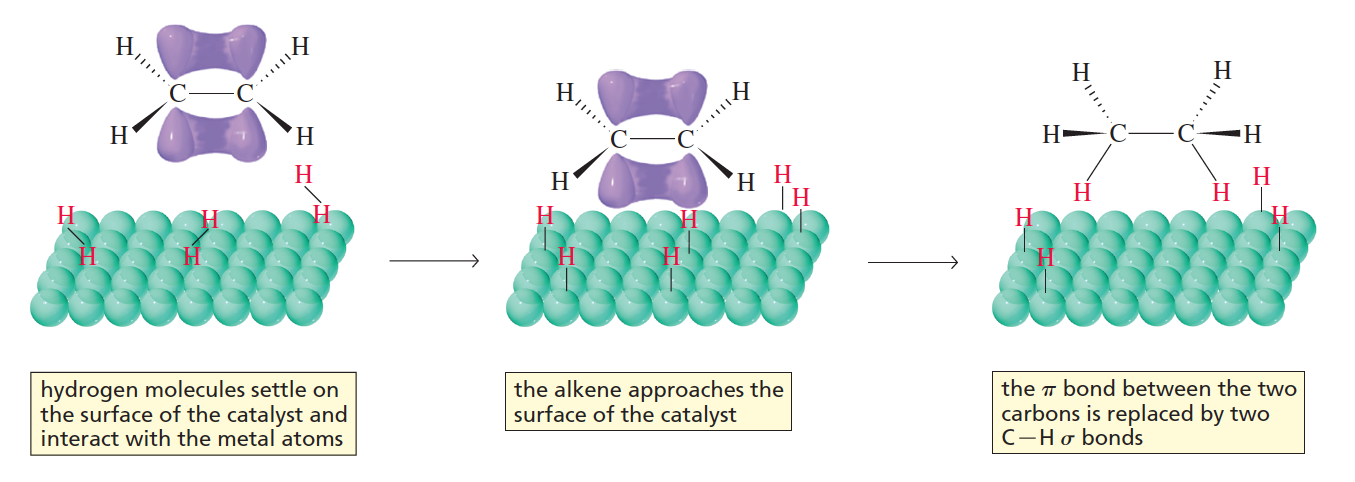 H H
C C
H H
H
H H H
H H
H H
C C
H H H
H
H H
H H
H H
H C C H
H H H
H H
H
hydrogen molecules settle on
the surface of the catalyst and
interact with the metal atoms
the alkene approaches the
surface of the catalyst
the π bond between the two
carbons is replaced by two
C—H σ bonds